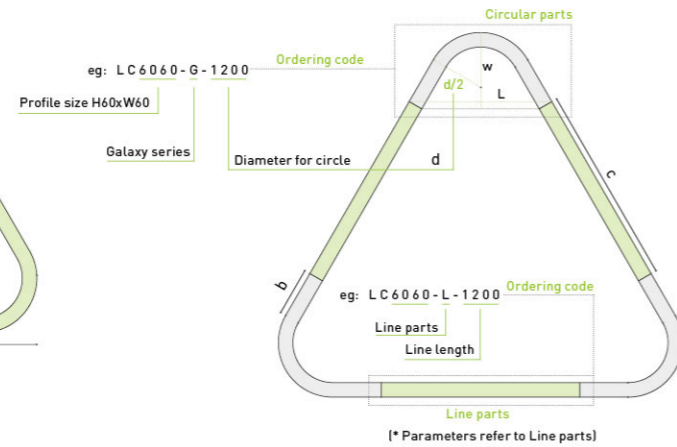 Circular parts
Ordering code
eg: LC6060-G-1200
w
d/2
L
Profile size H60xW60
Galaxy series
Diameter for circle
d
c
b
Ordering code
eg: LC6060-L-1200
Line parts
Line length
Line parts
(* Parameters refer to Line parts)